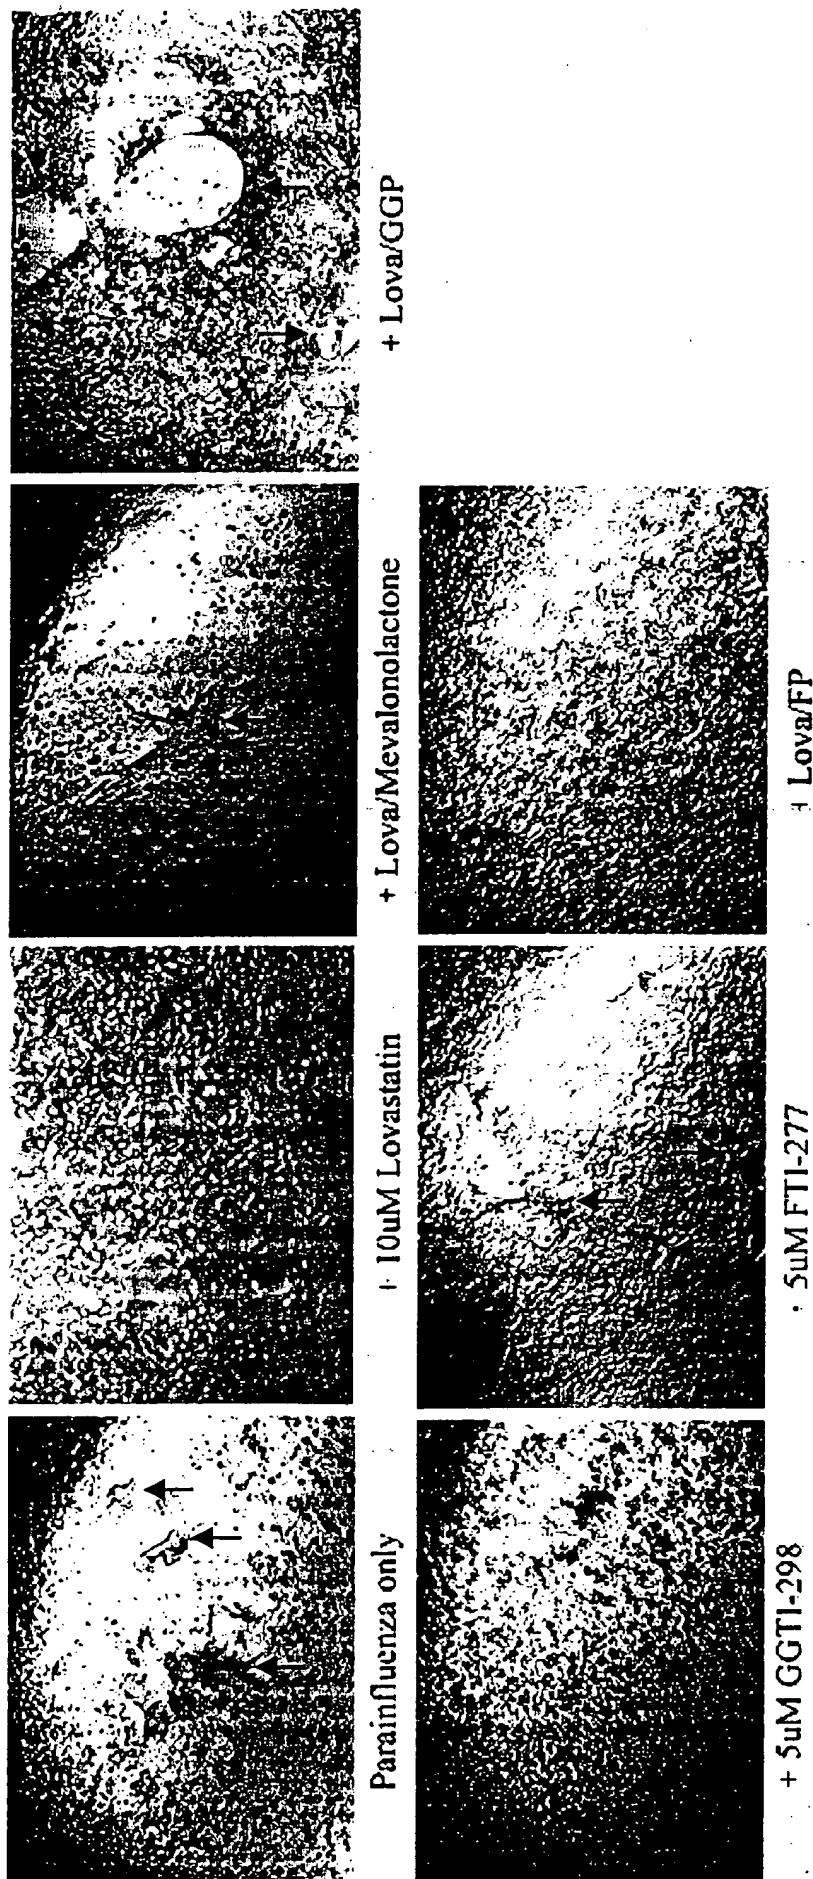 Parainfluenza only
+ 10uM Lovastatin
+ Lova/Mevalonolactone
+ Lova/GGP
+ 5uM GGTI-298
· 5uM FTI-277
+ Lova/FP